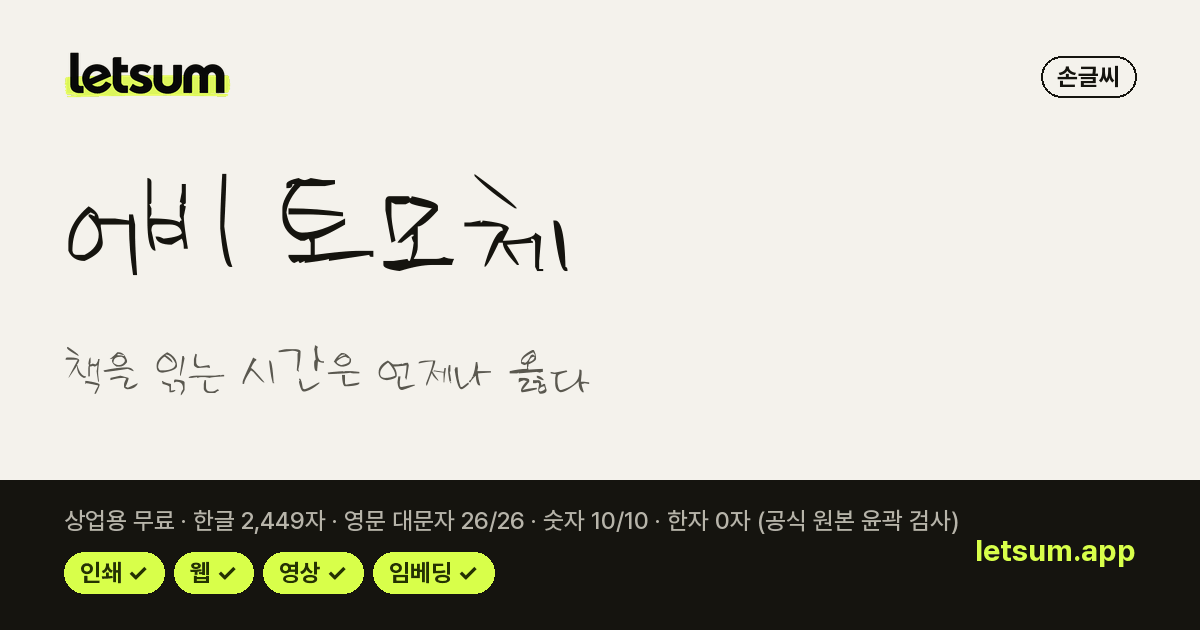 letsum
손글씨
어비 토모체
책을 읽는 시간은 언제나 옳다
상업용 무료 · 한글 2,449자 · 영문 대문자 26/26 · 숫자 10/10 · 한자 0자 (공식 원본 윤곽 검사)
인쇄 ✓ 웹 ✓ 영상 ✓ 임베딩 ✓
letsum.app